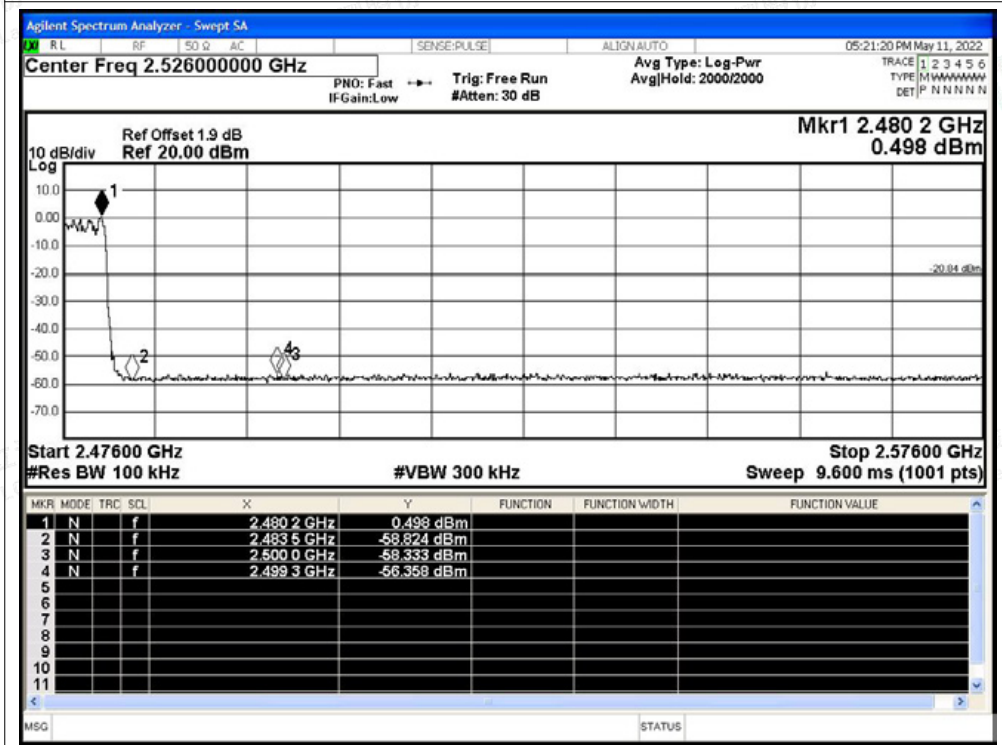 Agilent Spectrum Analyzer - Swept SA
RL RF 50 Ω AC SENSE:PULSE ALIGN AUTO 05:21:20 PM May 11, 2022
Center Freq 2.526000000 GHz
PNO: Fast
IFGain:Low
Trig: Free Run
#Atten: 30 dB
Avg Type: Log-Pwr
Avg|Hold: 2000/2000
TRACE 1 2 3 4 5 6
TYPE M
DET P N N N N N
Ref Offset 1.9 dB
10 dB/div Ref 20.00 dBm
Log
Mkr1 2.480 2 GHz
0.498 dBm
10.0
0.00
-10.0
-20.0
-30.0
-40.0
-50.0
-60.0
-70.0
1
2
4
3
-20.84 dBm
Start 2.47600 GHz Stop 2.57600 GHz
#Res BW 100 kHz #VBW 300 kHz Sweep 9.600 ms (1001 pts)
MKR MODE TRC SCL X Y FUNCTION FUNCTION WIDTH FUNCTION VALUE
1 N f 2.480 2 GHz 0.498 dBm
2 N f 2.483 5 GHz -58.824 dBm
3 N f 2.500 0 GHz -58.333 dBm
4 N f 2.499 3 GHz -56.358 dBm
5
6
7
8
9
10
11
MSG STATUS